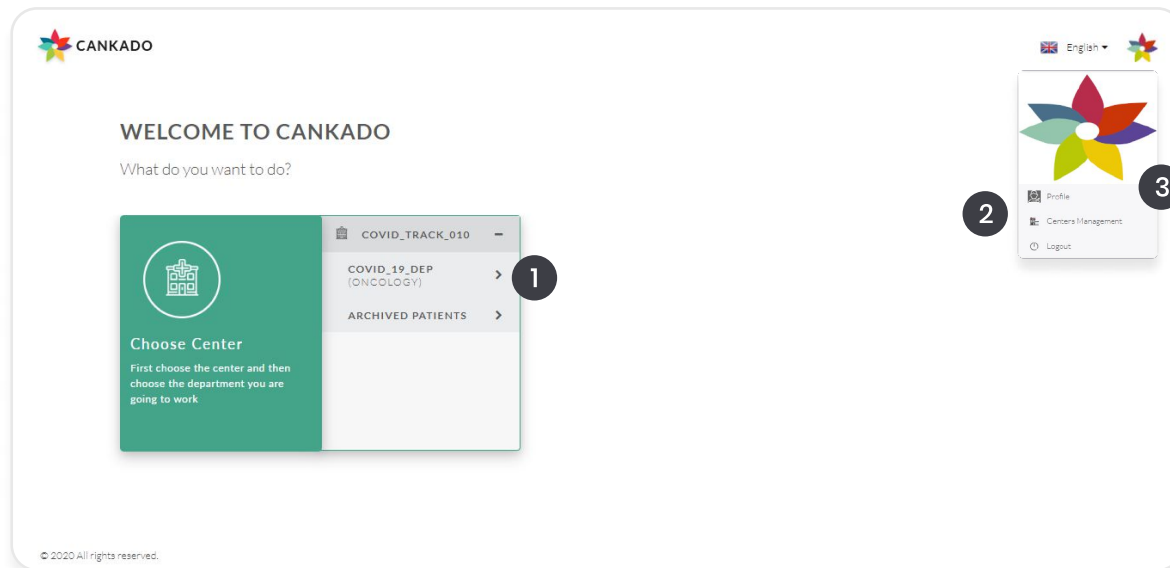 CANKADO
English
WELCOME TO CANKADO
What do you want to do?
Choose Center
First choose the center and then
choose the department you are
going to work
COVID_TRACK_010
COVID_19_DEP
(ONCOLOGY)
1
ARCHIVED PATIENTS
2
3
Profile
Centers Management
Logout
© 2020 All rights reserved.